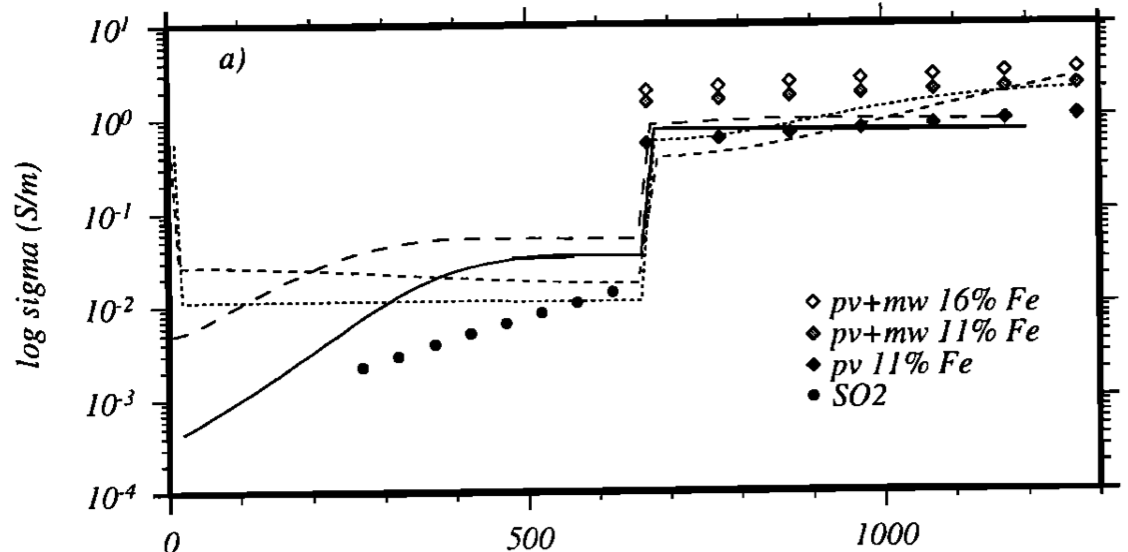 a)
log sigma (S/m)
10^1
10^0
10^-1
10^-2
10^-3
10^-4
0
500
1000
pv+mw 16% Fe
pv+mw 11% Fe
pv 11% Fe
SO2